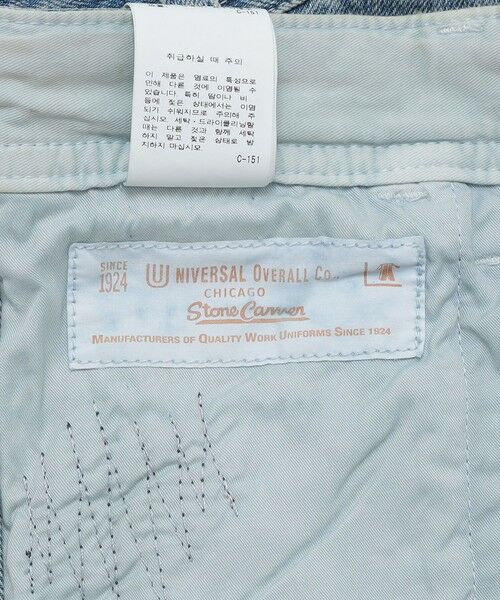 C-151
취급하실 때 주의
이 제품은 염료의 특성으로
인해 다른 것에 이염될 수
있습니다. 특히 땀이나 비
등에 젖은 상태에서는 이염
되기 쉬워지므로 주의해 주
십시오. 세탁・드라이클리닝할
때는 다른 것과 함께 세탁
하지 말고 젖은 상태로 방
치하지 마십시오.
C-151
SINCE
1924
UNIVERSAL OVERALL CO.,
CHICAGO
Stone Carver
MANUFACTURERS OF QUALITY WORK UNIFORMS SINCE 1924